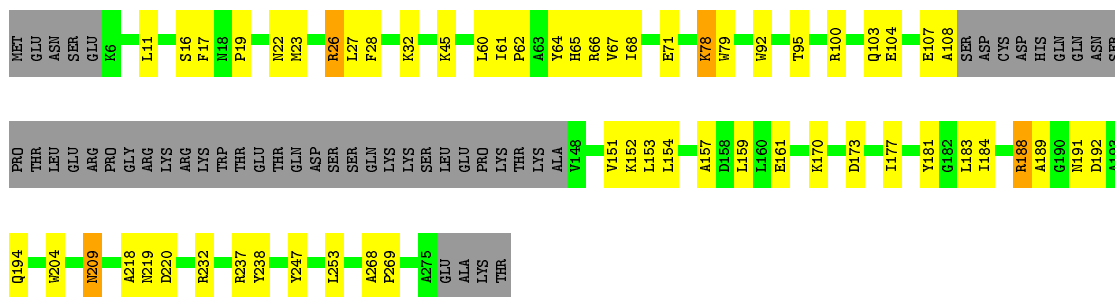 MET GLU ASN SER GLU K6 L11 S16 F17 N18 P19 N22 M23 R26 L27 F28 K32 K45 L60 I61 P62 A63 Y64 H65 R66 V67 I68 E71 K78 W79 W92 T95 R100 Q103 E104 E107 A108 SER ASP CYS ASP HIS GLN GLN ASN SER
PRO THR LEU GLU ARG PRO GLY ARG LYS ARG LYS TRP THR THR GLU THR GLN ASP SER SER GLN LYS LYS SER LEU GLU PRO LYS THR LYS ALA V148 V151 K152 L153 L154 A157 D158 L159 L160 E161 K170 D173 I177 Y181 G182 L183 I184 R188 A189 G190 N191 D192 A193
Q194 W204 N209 A218 N219 D220 R232 R237 Y238 Y247 L253 A268 P269 A275 GLU ALA LYS THR